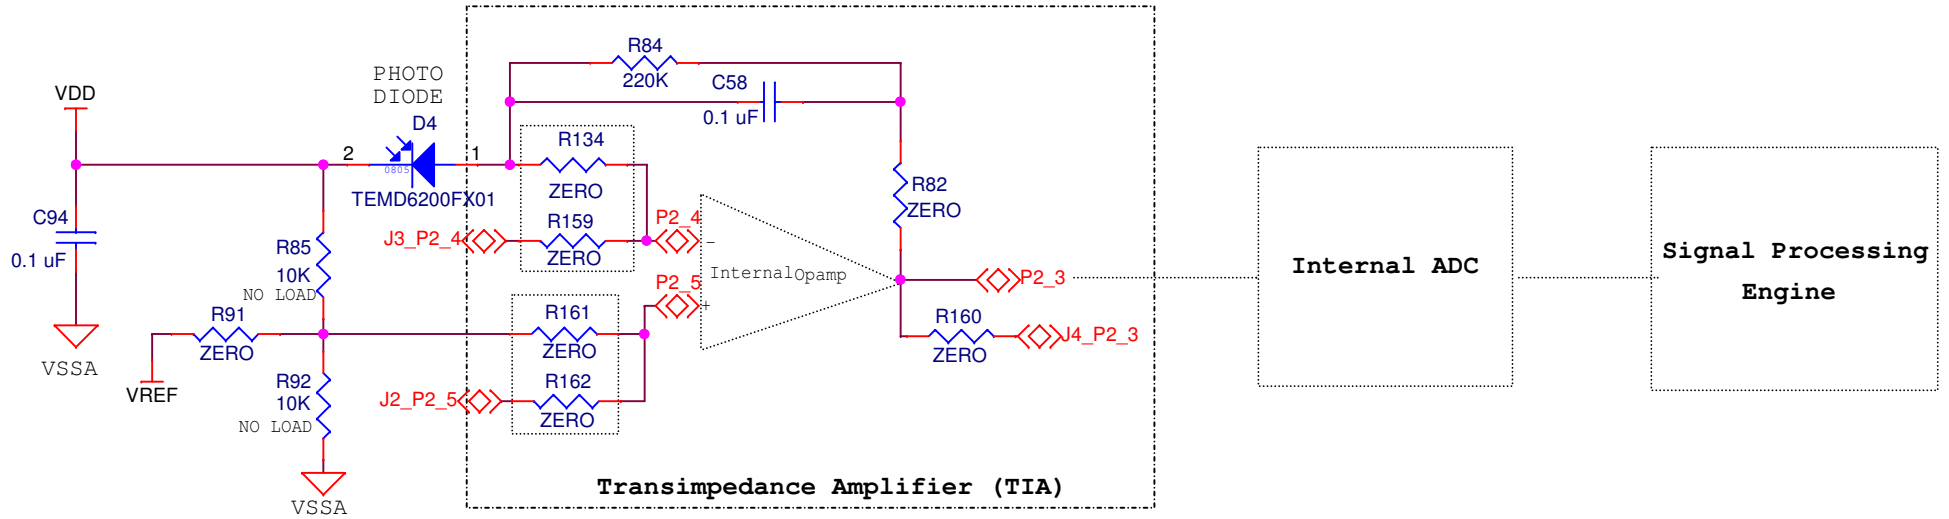 R84
220K
C58
0.1 uF
PHOTO
DIODE
VDD
D4
2
1
0805
TEMD6200FX01
R134
ZERO
R159
ZERO
J3_P2_4
P2_4
-
InternalOpamp
P2_5
+
R82
ZERO
P2_3
R160
ZERO
J4_P2_3
C94
0.1 uF
VSSA
R85
10K
NO LOAD
R91
ZERO
VREF
R92
10K
NO LOAD
VSSA
R161
ZERO
R162
ZERO
J2_P2_5
Transimpedance Amplifier (TIA)
Internal ADC
Signal Processing
Engine